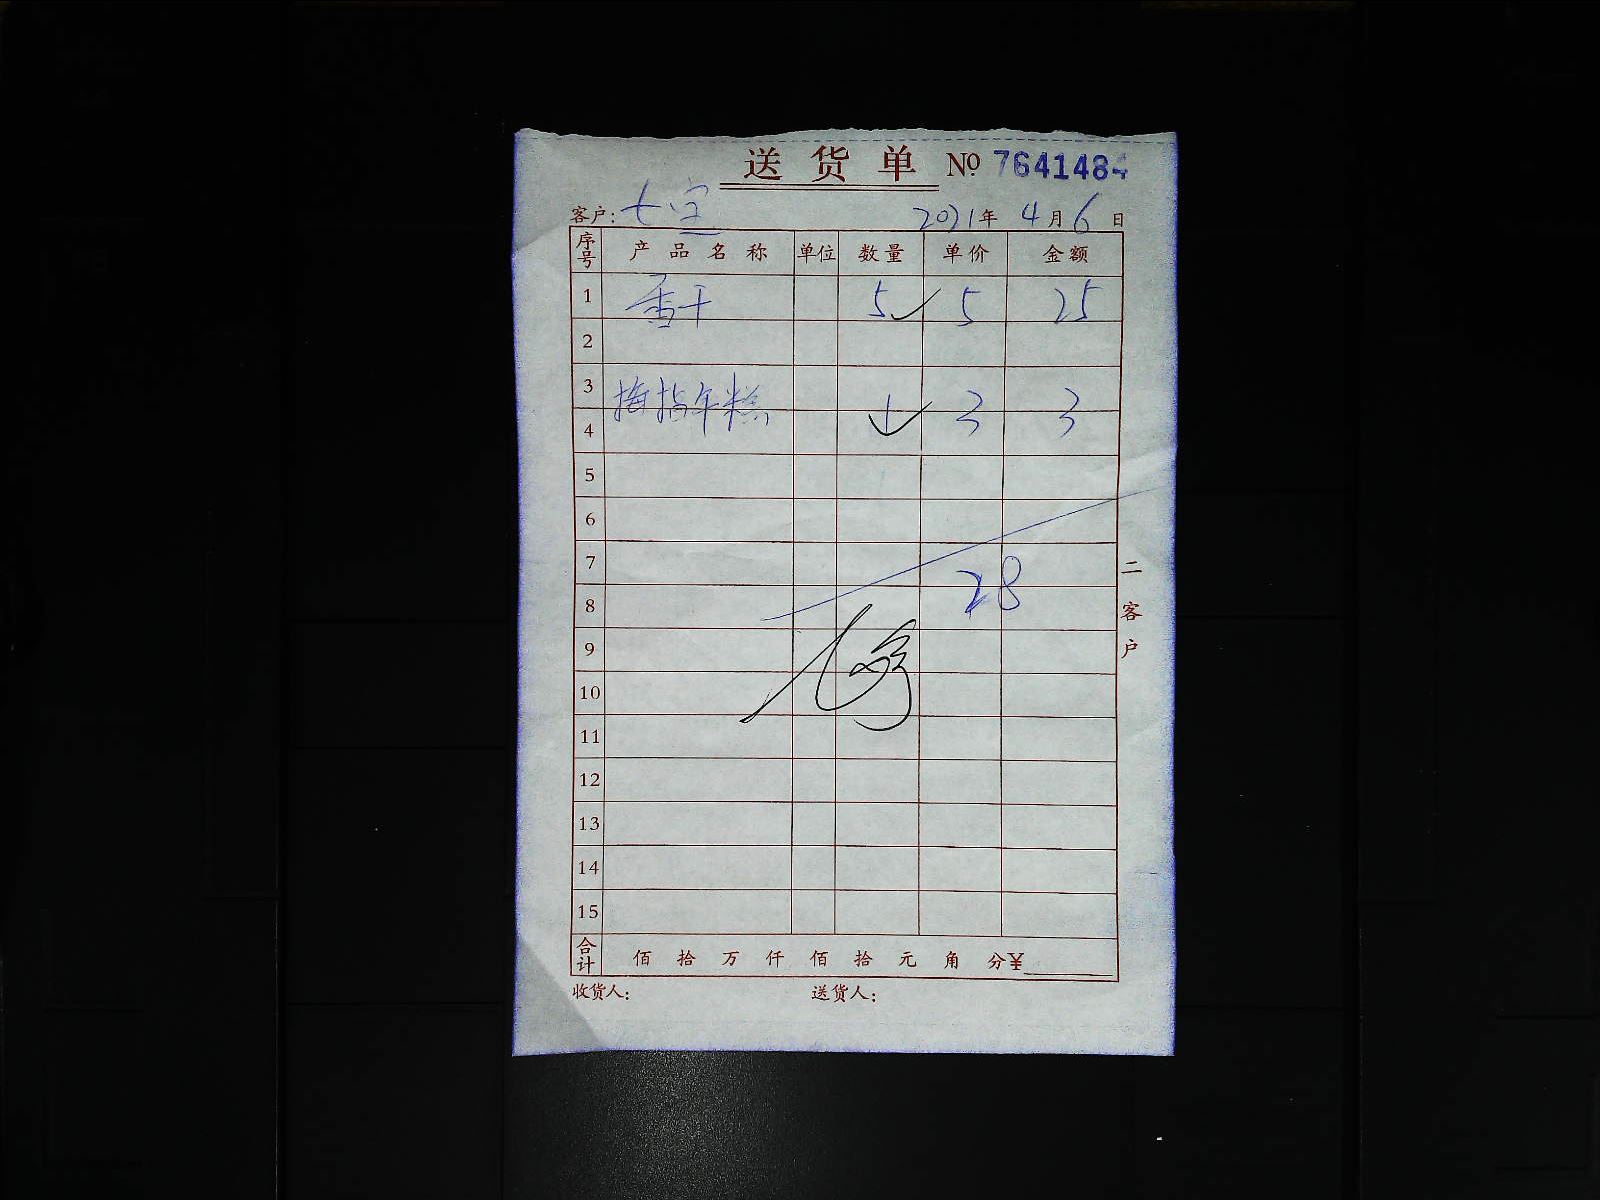 送货单 № 7641484
客户: 七宝 2021年 4月 6日
序号 产品名称 单位 数量 单价 金额
1 香干 5 5 25
2
3 拇指年糕 1 3 3
4
5
6
7
28
8
9
10
11
12
13
14
15
合计 佰 拾 万 仟 佰 拾 元 角 分¥
收货人: 送货人:
二客户